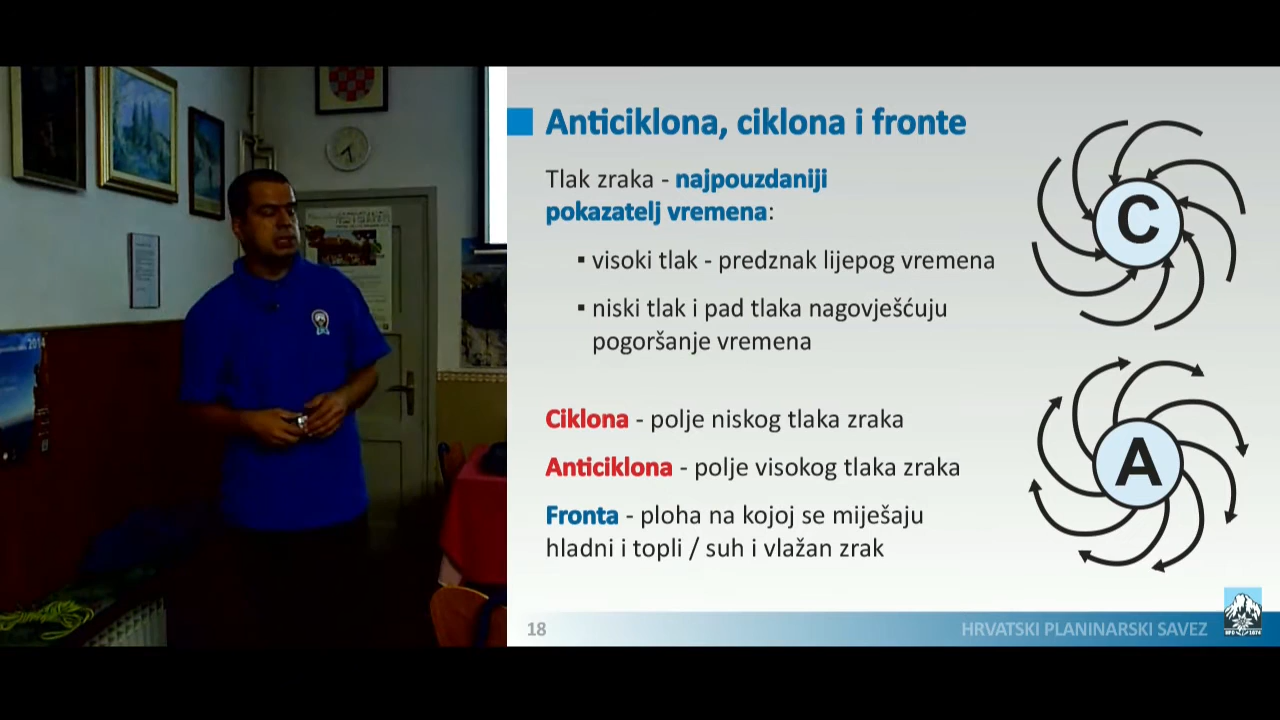 Anticiklona, ciklona i fronte
Tlak zraka - najpouzdaniji
pokazatelj vremena:
▪ visoki tlak - predznak lijepog vremena
▪ niski tlak i pad tlaka nagovješćuju
pogoršanje vremena
Ciklona - polje niskog tlaka zraka
Anticiklona - polje visokog tlaka zraka
Fronta - ploha na kojoj se miješaju
hladni i topli / suh i vlažan zrak
C
A
18
HRVATSKI PLANINARSKI SAVEZ
2014